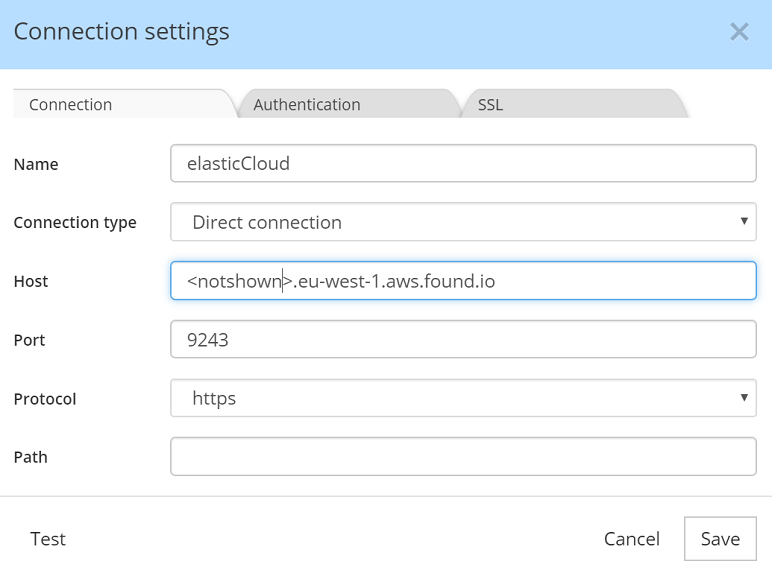 Connection settings
Connection Authentication SSL
Name elasticCloud
Connection type Direct connection
Host <notshown>.eu-west-1.aws.found.io
Port 9243
Protocol https
Path
Test Cancel Save